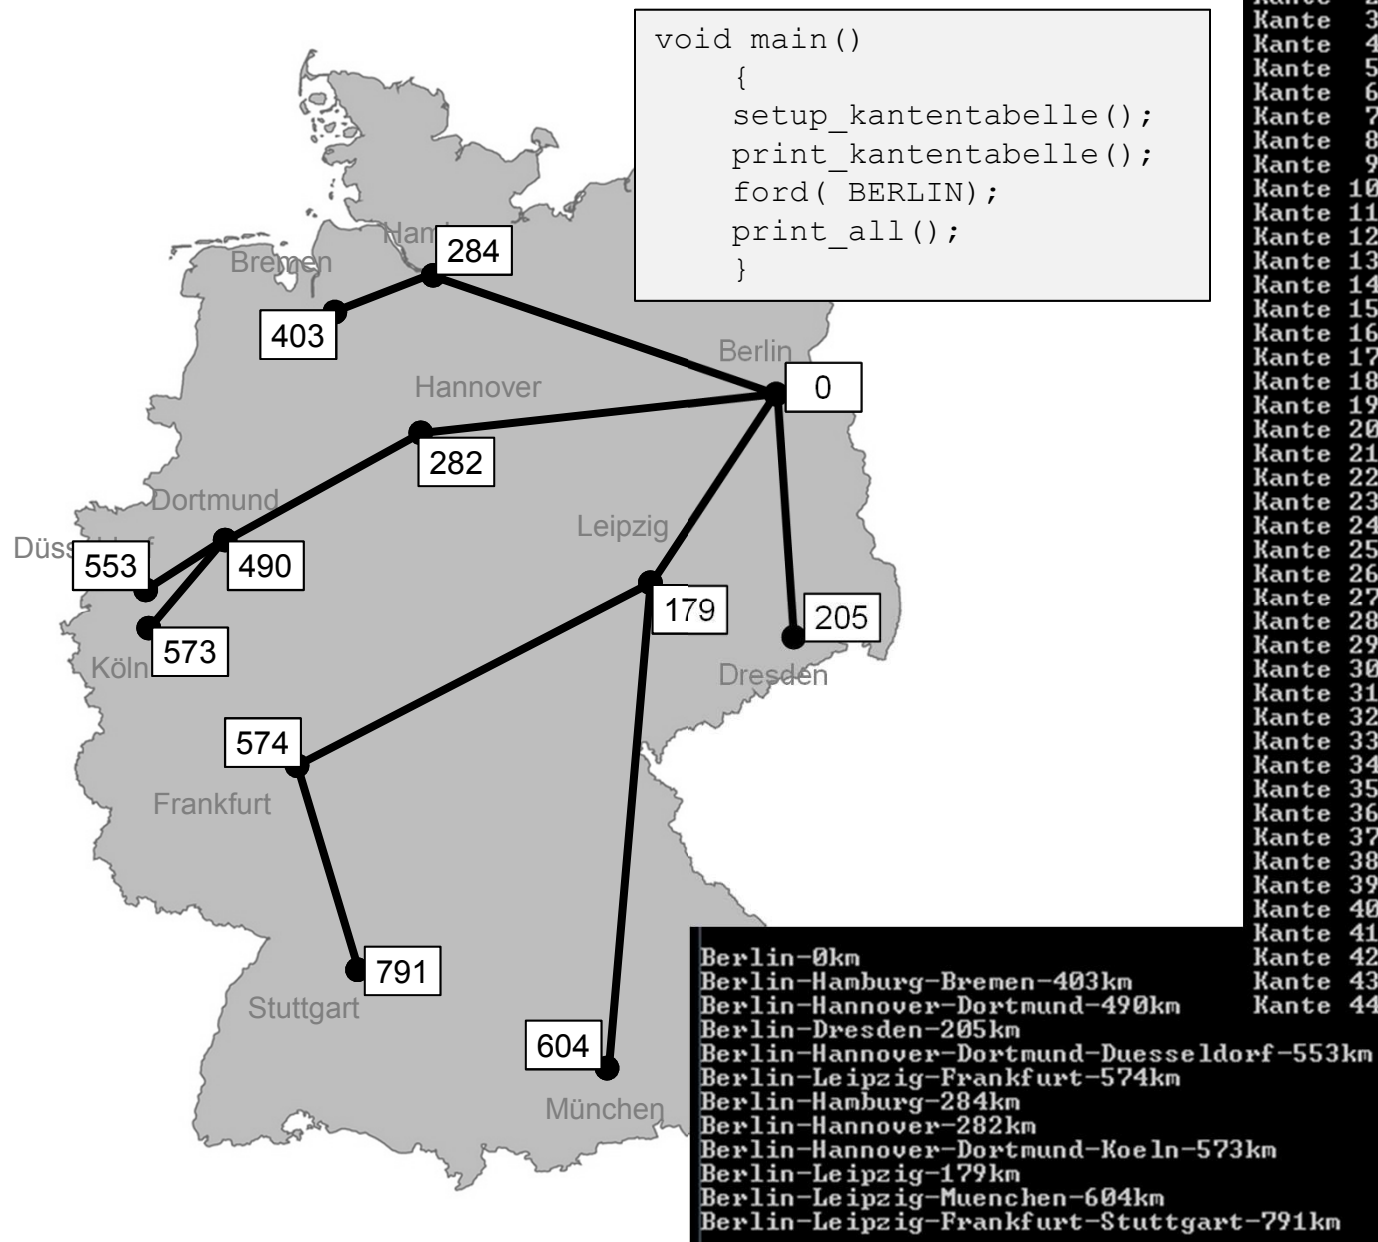 void main()
{
setup_kantentabelle();
print_kantentabelle();
ford( BERLIN);
print_all();
}
284
Bremen
403
Berlin
0
Hannover
282
Dortmund
Leipzig
553
490
179
205
573
Köln
Dresden
574
Frankfurt
791
Stuttgart
604
München
Kante 3
Kante 4
Kante 5
Kante 6
Kante 7
Kante 8
Kante 9
Kante 10
Kante 11
Kante 12
Kante 13
Kante 14
Kante 15
Kante 16
Kante 17
Kante 18
Kante 19
Kante 20
Kante 21
Kante 22
Kante 23
Kante 24
Kante 25
Kante 26
Kante 27
Kante 28
Kante 29
Kante 30
Kante 31
Kante 32
Kante 33
Kante 34
Kante 35
Kante 36
Kante 37
Kante 38
Kante 39
Kante 40
Kante 41
Kante 42
Kante 43
Kante 44
Berlin-0km
Berlin-Hamburg-Bremen-403km
Berlin-Hannover-Dortmund-490km
Berlin-Dresden-205km
Berlin-Hannover-Dortmund-Duesseldorf-553km
Berlin-Leipzig-Frankfurt-574km
Berlin-Hamburg-284km
Berlin-Hannover-282km
Berlin-Hannover-Dortmund-Koeln-573km
Berlin-Leipzig-179km
Berlin-Leipzig-Muenchen-604km
Berlin-Leipzig-Frankfurt-Stuttgart-791km